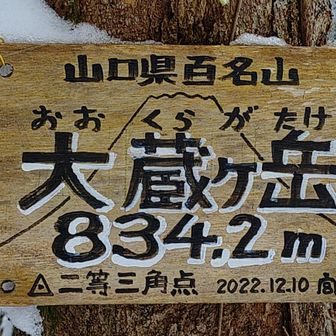 山口県百名山
おおくらがたけ
大蔵ヶ岳
834.2m
二等三角点 2022.12.10